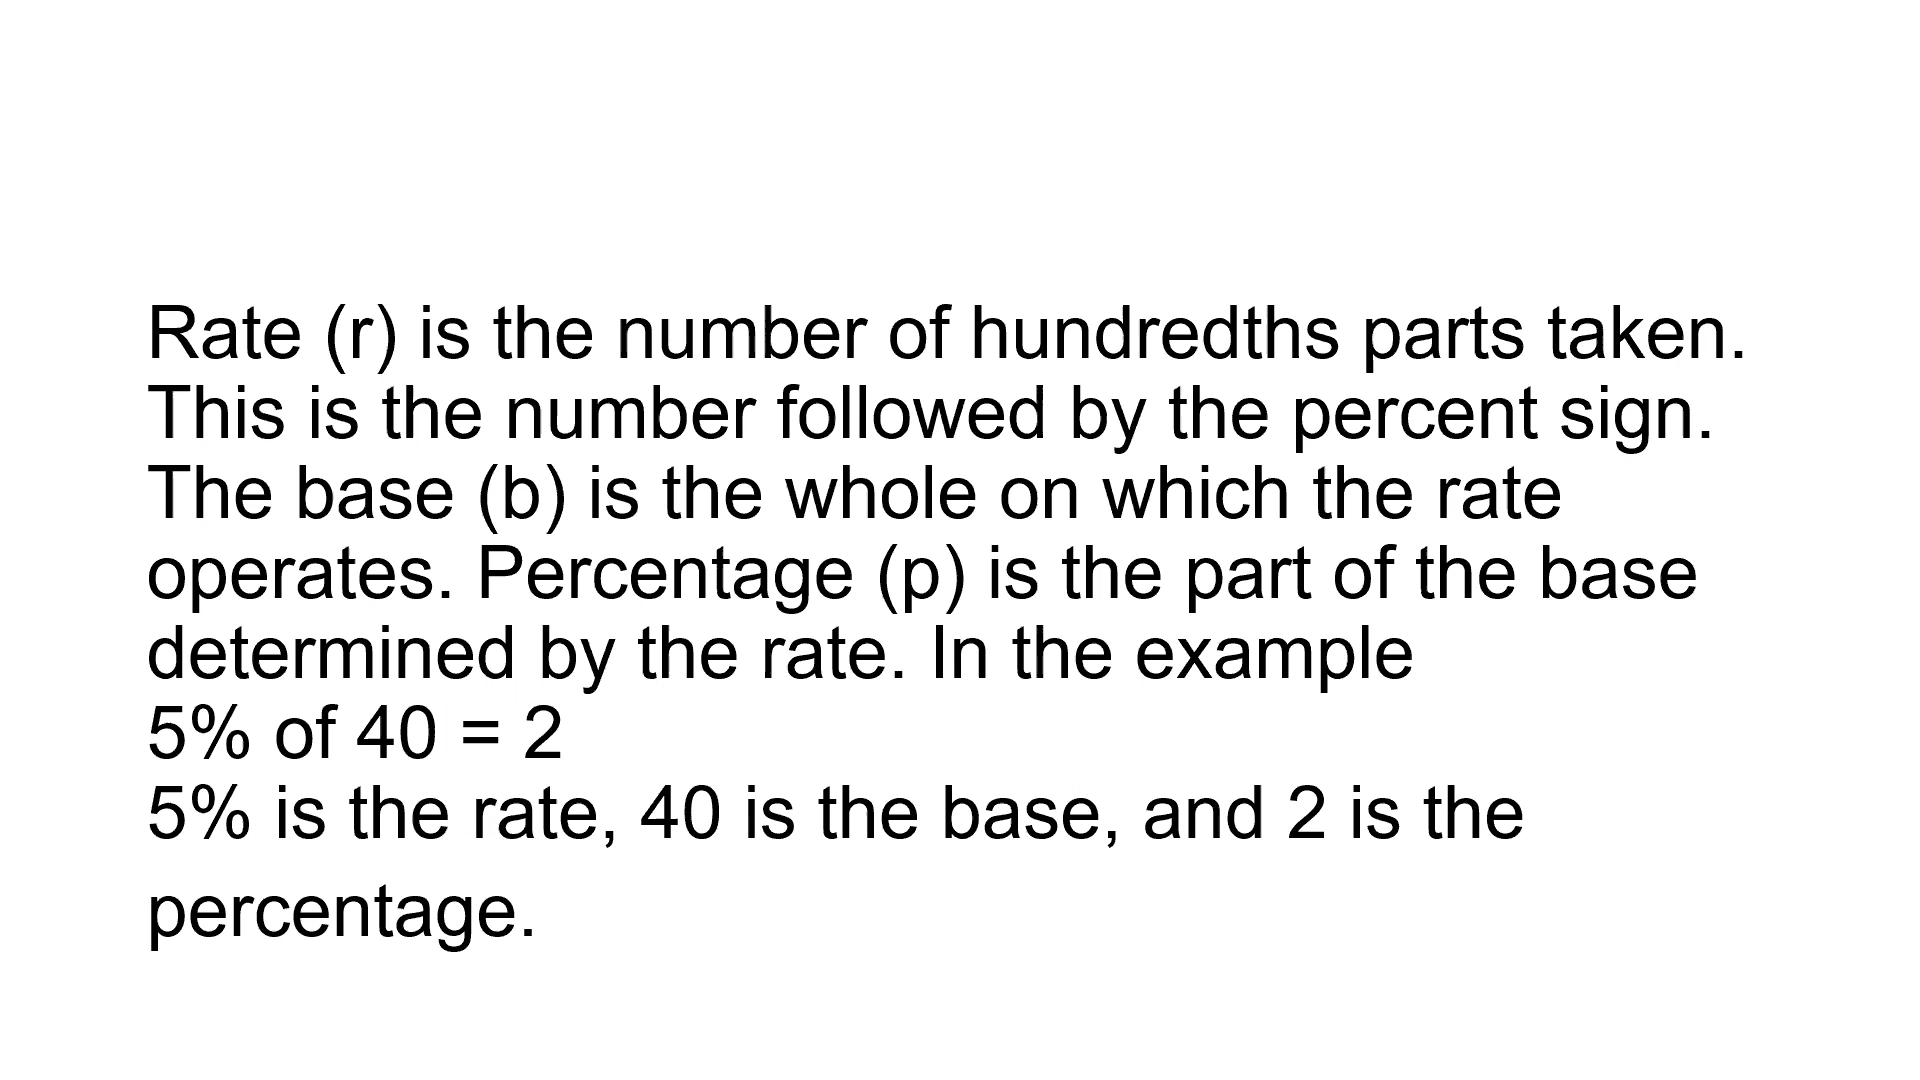 Rate (r) is the number of hundredths parts taken.
This is the number followed by the percent sign.
The base (b) is the whole on which the rate
operates. Percentage (p) is the part of the base
determined by the rate. In the example
5% of 40 = 2
5% is the rate, 40 is the base, and 2 is the
percentage.